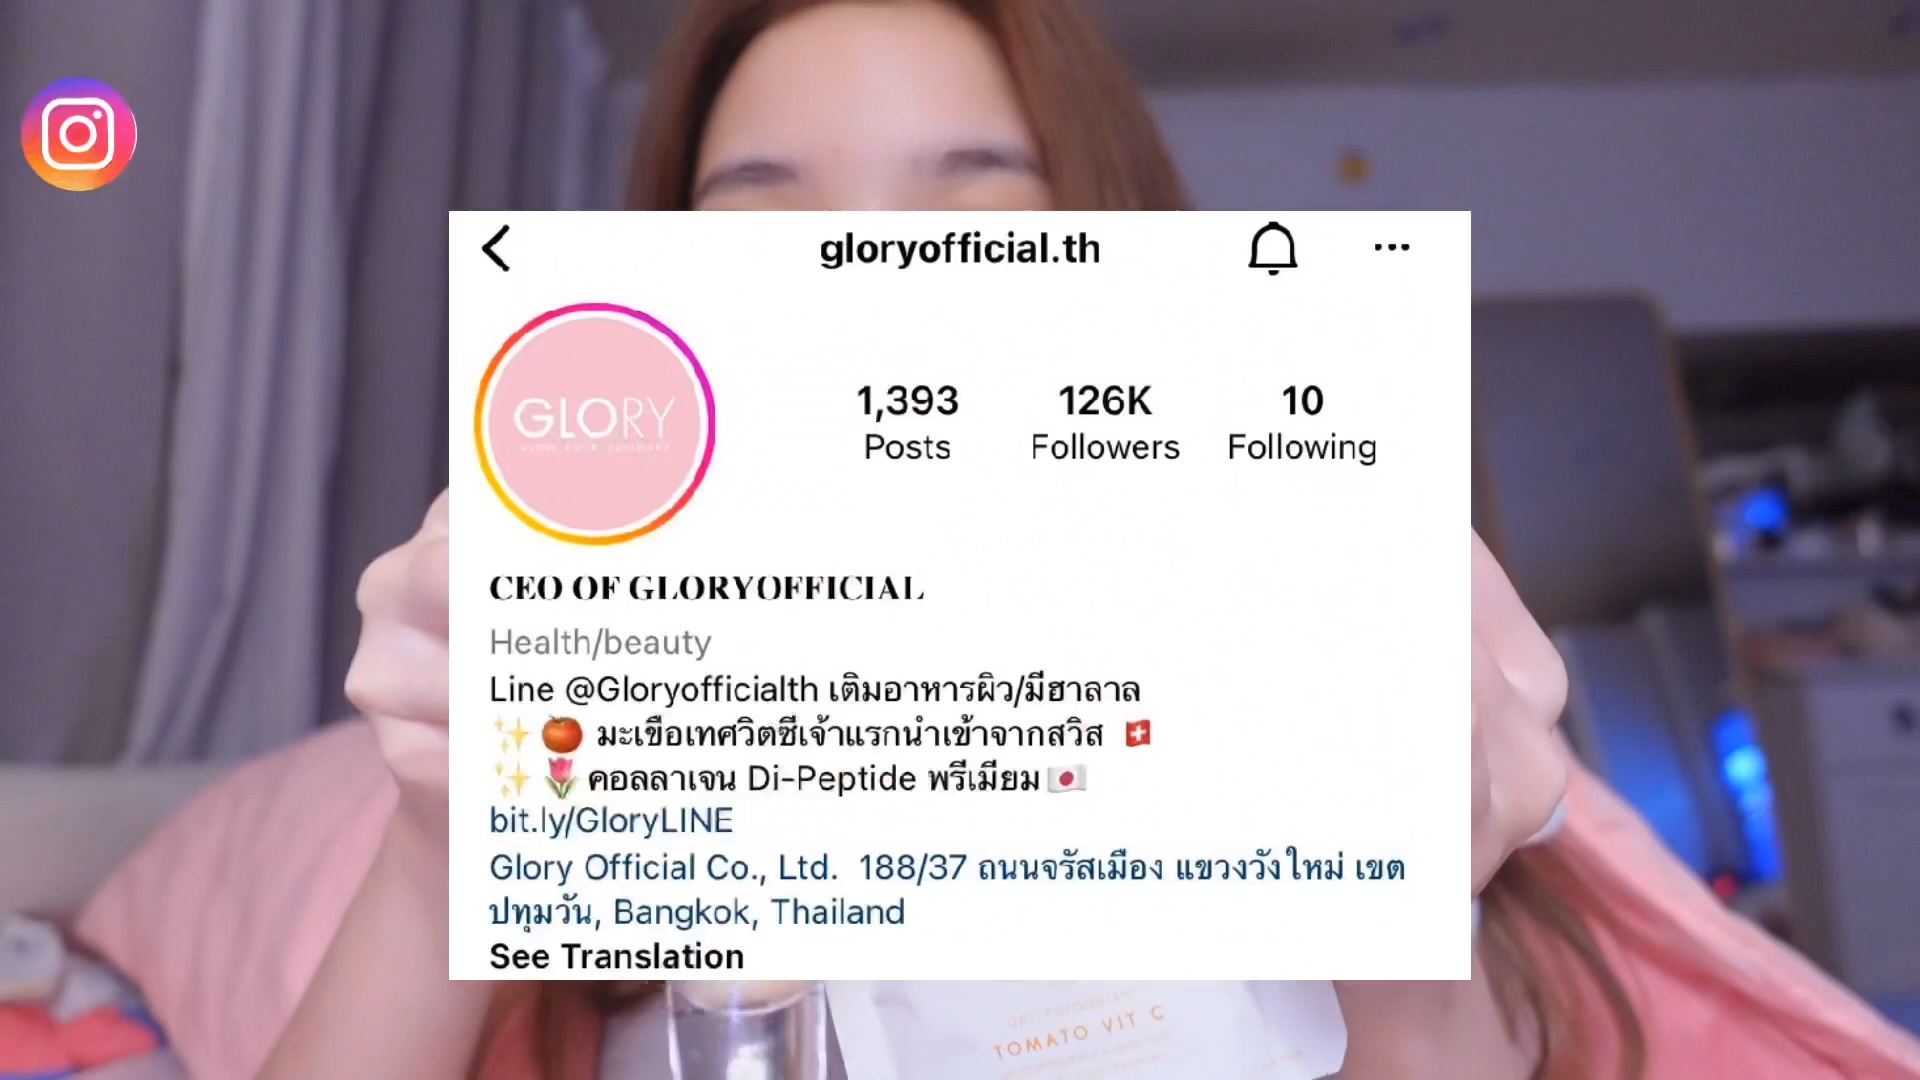 gloryofficial.th
GLORY
1,393
Posts
126K
Followers
10
Following
CEO OF GLORYOFFICIAL
Health/beauty
Line @Gloryofficialth เติมอาหารผิว/มีฮาลาล
✨🍅 มะเขือเทศวิตซีเจ้าแรกนำเข้าจากสวิส 🇨🇭
✨🌷คอลลาเจน Di-Peptide พรีเมียม🇯🇵
bit.ly/GloryLINE
Glory Official Co., Ltd. 188/37 ถนนจรัสเมือง แขวงวังใหม่ เขต
ปทุมวัน, Bangkok, Thailand
See Translation
TOMATO VIT C